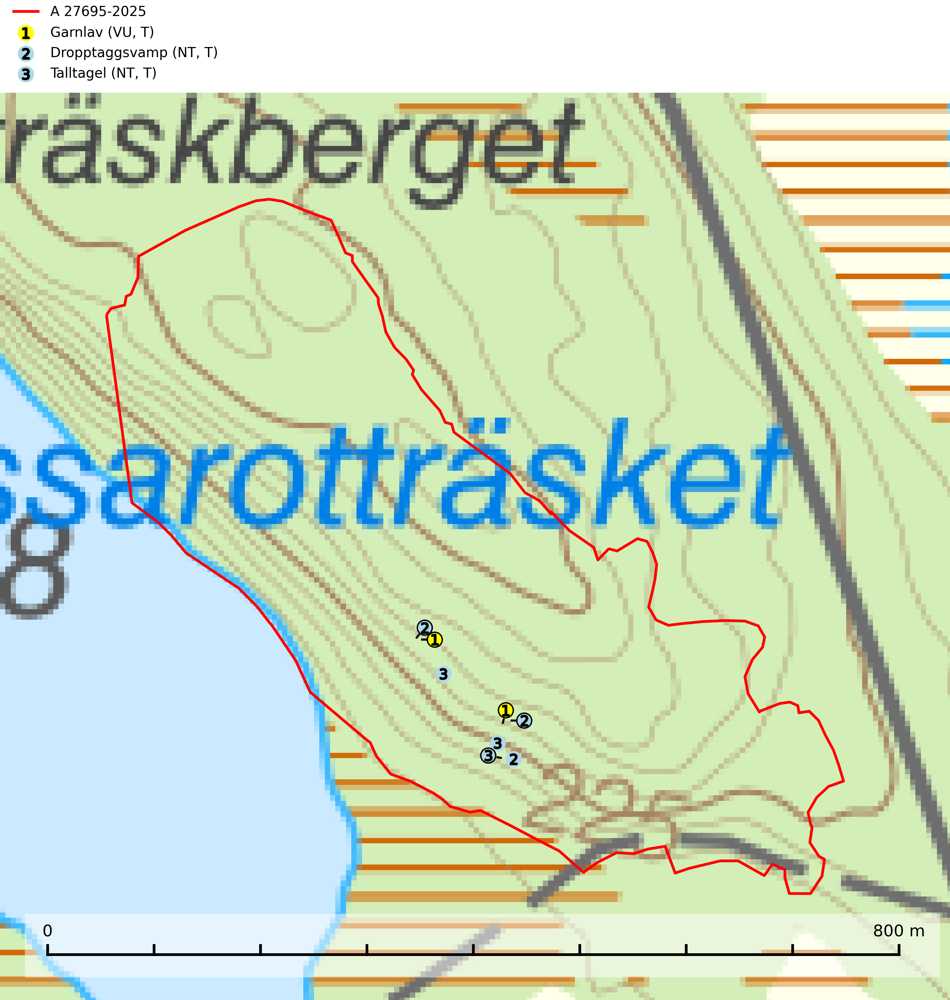 A 27695-2025
1 Garnlav (VU, T)
2 Dropptaggsvamp (NT, T)
3 Talltagel (NT, T)
räskberget
sarotträsket
8
2
1
3
1
2
3
3 2
0 800 m